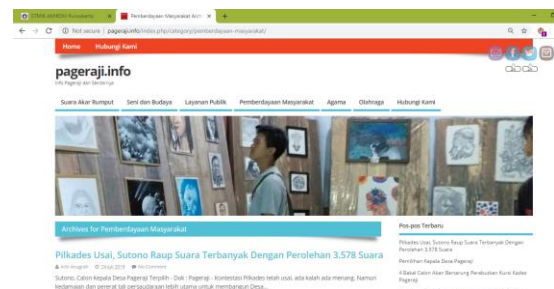 Pemberdayaan Masyarakat Arch
Not secure | pageraji.info/index.php/category/pemberdayaan-masyarakat/
Home Hubungi Kami
pageraji.info
Info Pageraji dan Sekitarnya
Suara Akar Rumput Seni dan Budaya Layanan Publik Pemberdayaan Masyarakat Agama Olahraga Hubungi Kami
Archives for Pemberdayaan Masyarakat
Pilkades Usai, Sutono Raup Suara Terbanyak Dengan Perolehan 3.578 Suara
2019 No Comment
Sutono, Calon Kepala Desa Pageraji Terpilih - Dok : Pageraji - Kontestasi Pilkades telah usai, ada kalah ada menang. Namun
kedamaian dan pererat tali persaudaraan lebih utama untuk membangun Desa...
Pos-pos Terbaru
Pilkades Usai, Sutono Raup Suara Terbanyak Dengan
Perolehan 3.578 Suara
Pemilihan Kepala Desa Pageraji
4 Bakal Calon Akan Bertarung Perebutkan Kursi Kades
Pageraji